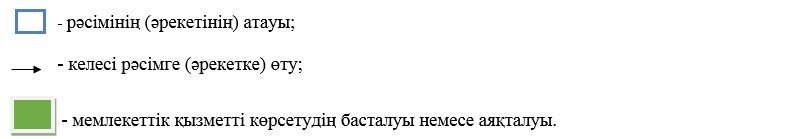 - рәсімінің (әрекетінің) атауы;
- келесі рәсімге (әрекетке) өту;
- мемлекеттік қызметті көрсетудің басталуы немесе аяқталуы.